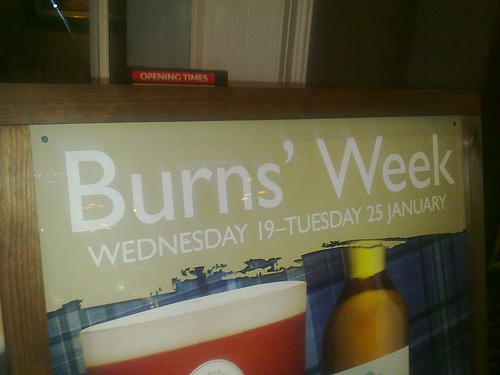 OPENING TIMES
Burns' Week
WEDNESDAY 19–TUESDAY 25 JANUARY